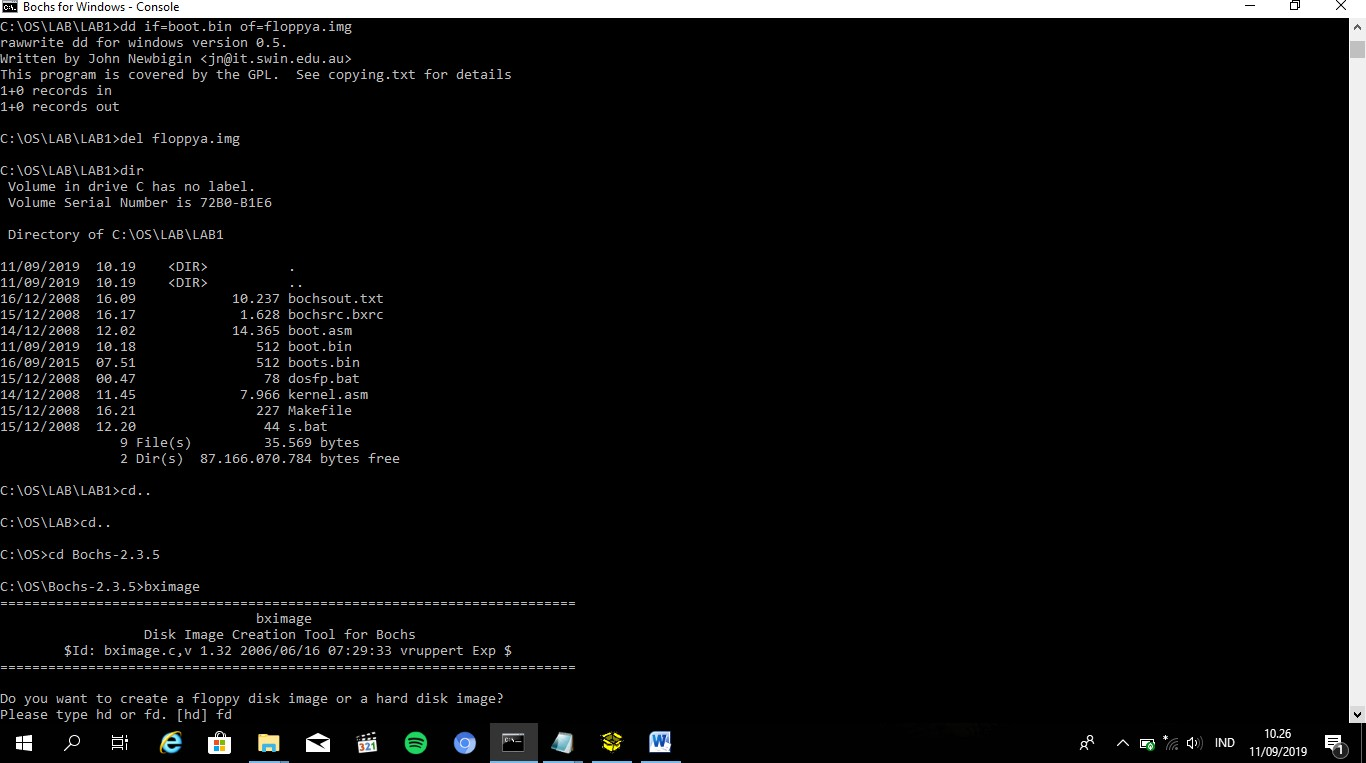 Bochs for Windows - Console
C:\OS\LAB\LAB1>dd if=boot.bin of=floppya.img
rawwrite dd for windows version 0.5.
Written by John Newbigin <jn@it.swin.edu.au>
This program is covered by the GPL.  See copying.txt for details
1+0 records in
1+0 records out
C:\OS\LAB\LAB1>del floppya.img
C:\OS\LAB\LAB1>dir
 Volume in drive C has no label.
 Volume Serial Number is 72B0-B1E6
 Directory of C:\OS\LAB\LAB1
11/09/2019  10.19    <DIR>          .
11/09/2019  10.19    <DIR>          ..
16/12/2008  16.09            10.237 bochsout.txt
15/12/2008  16.17             1.628 bochsrc.bxrc
14/12/2008  12.02            14.365 boot.asm
11/09/2019  10.18               512 boot.bin
16/09/2015  07.51               512 boots.bin
15/12/2008  00.47                78 dosfp.bat
14/12/2008  11.45             7.966 kernel.asm
15/12/2008  16.21               227 Makefile
15/12/2008  12.20                44 s.bat
               9 File(s)         35.569 bytes
               2 Dir(s)  87.166.070.784 bytes free
C:\OS\LAB\LAB1>cd..
C:\OS\LAB>cd..
C:\OS>cd Bochs-2.3.5
C:\OS\Bochs-2.3.5>bximage
========================================================================
                                bximage
                  Disk Image Creation Tool for Bochs
        $Id: bximage.c,v 1.32 2006/06/16 07:29:33 vruppert Exp $
========================================================================
Do you want to create a floppy disk image or a hard disk image?
Please type hd or fd. [hd] fd
321
IND
10.26
11/09/2019
1